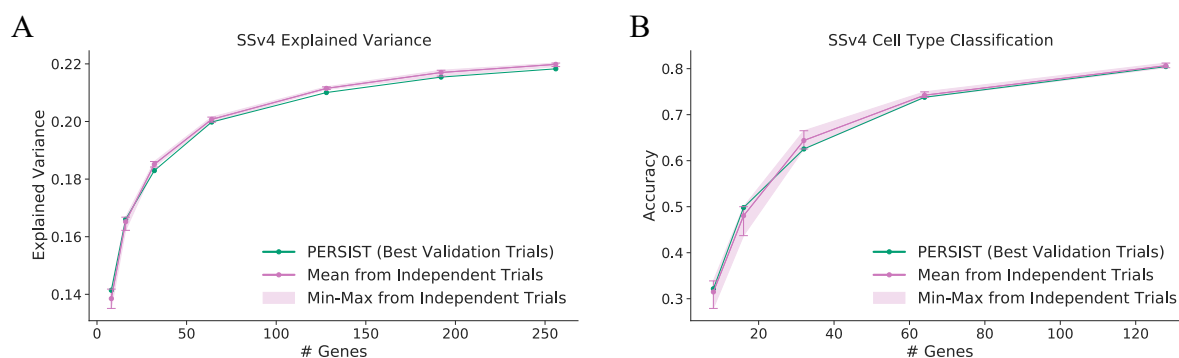 A
SSv4 Explained Variance
Explained Variance
0.22
0.20
0.18
0.16
0.14
0
50
100
150
200
250
# Genes
PERSIST (Best Validation Trials)
Mean from Independent Trials
Min-Max from Independent Trials
B
SSv4 Cell Type Classification
Accuracy
0.8
0.7
0.6
0.5
0.4
0.3
20
40
60
80
100
120
# Genes
PERSIST (Best Validation Trials)
Mean from Independent Trials
Min-Max from Independent Trials